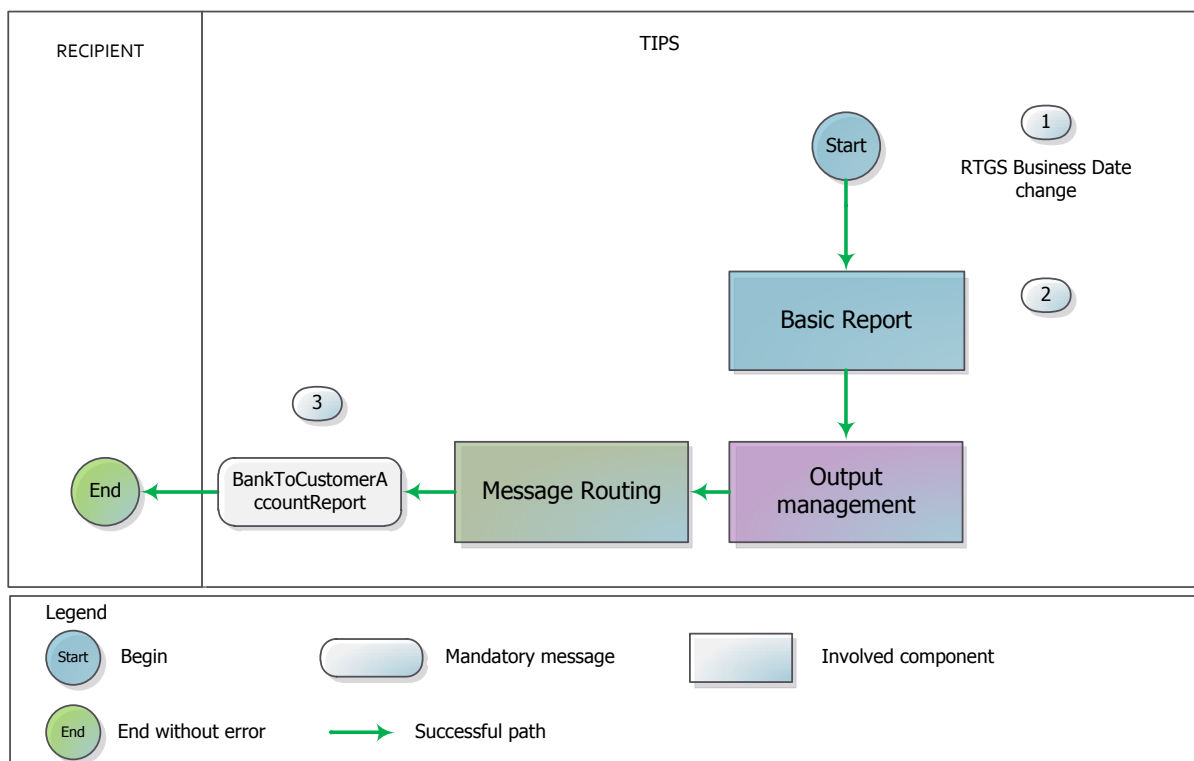 RECIPIENT
TIPS
Start
1
RTGS Business Date
change
Basic Report
2
3
End
BankToCustomerA
ccountReport
Message Routing
Output
management
Legend
Start
Begin
Mandatory message
Involved component
End
End without error
Successful path